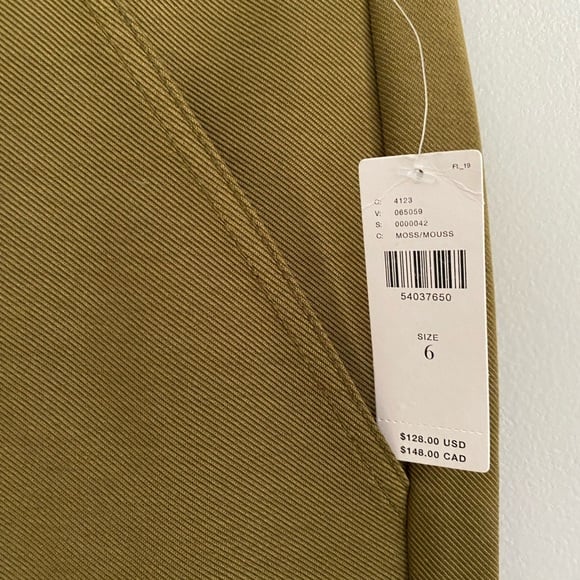 FL_19
C: 4123
V: 065059
S: 0000042
C: MOSS/MOUSS
54037650
SIZE
6
$128.00 USD
$148.00 CAD